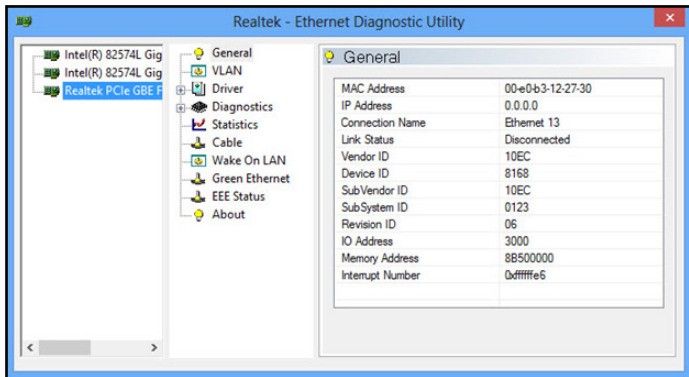 Realtek - Ethernet Diagnostic Utility
Intel(R) 82574L Gig
Intel(R) 82574L Gig
Realtek PCIe GBE F
General
VLAN
Driver
Diagnostics
Statistics
Cable
Wake On LAN
Green Ethernet
EEE Status
About
General
MAC Address 00-e0-b3-12-27-30
IP Address 0.0.0.0
Connection Name Ethernet 13
Link Status Disconnected
Vendor ID 10EC
Device ID 8168
SubVendor ID 10EC
SubSystem ID 0123
Revision ID 06
IO Address 3000
Memory Address 8B500000
Interrupt Number 0xffffffe6